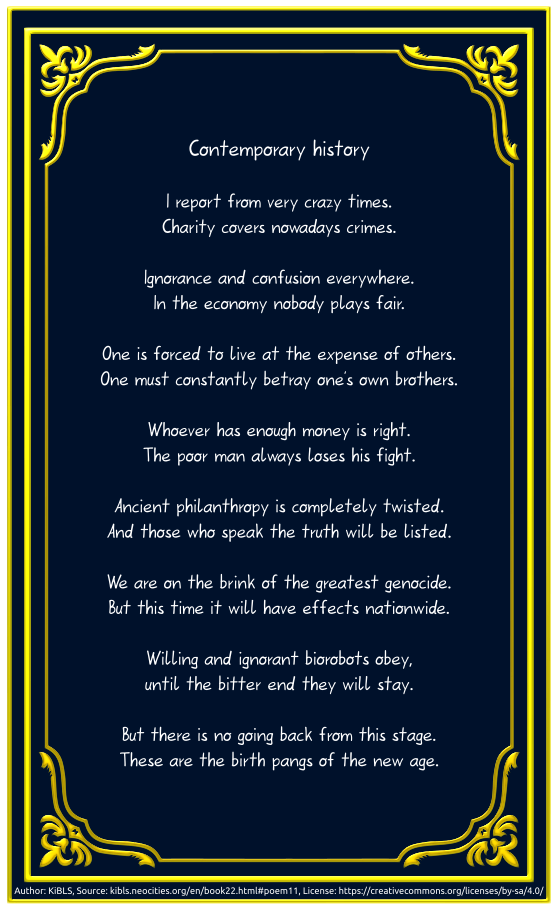 Contemporary history
I report from very crazy times.
Charity covers nowadays crimes.
Ignorance and confusion everywhere.
In the economy nobody plays fair.
One is forced to live at the expense of others.
One must constantly betray one's own brothers.
Whoever has enough money is right.
The poor man always loses his fight.
Ancient philanthropy is completely twisted.
And those who speak the truth will be listed.
We are on the brink of the greatest genocide.
But this time it will have effects nationwide.
Willing and ignorant biorobots obey,
until the bitter end they will stay.
But there is no going back from this stage.
These are the birth pangs of the new age.
Author: KiBLS, Source: kibls.neocities.org/en/book22.html#poem11, License: https://creativecommons.org/licenses/by-sa/4.0/